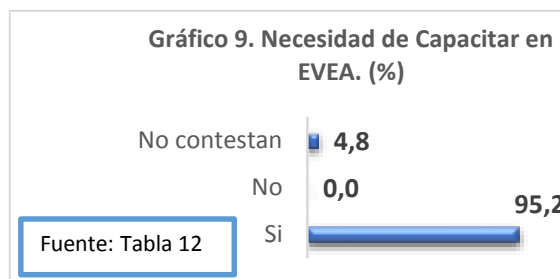 Gráfico 9. Necesidad de Capacitar en
EVEA. (%)
No contestan 4,8
No 0,0
Si 95,2
Fuente: Tabla 12